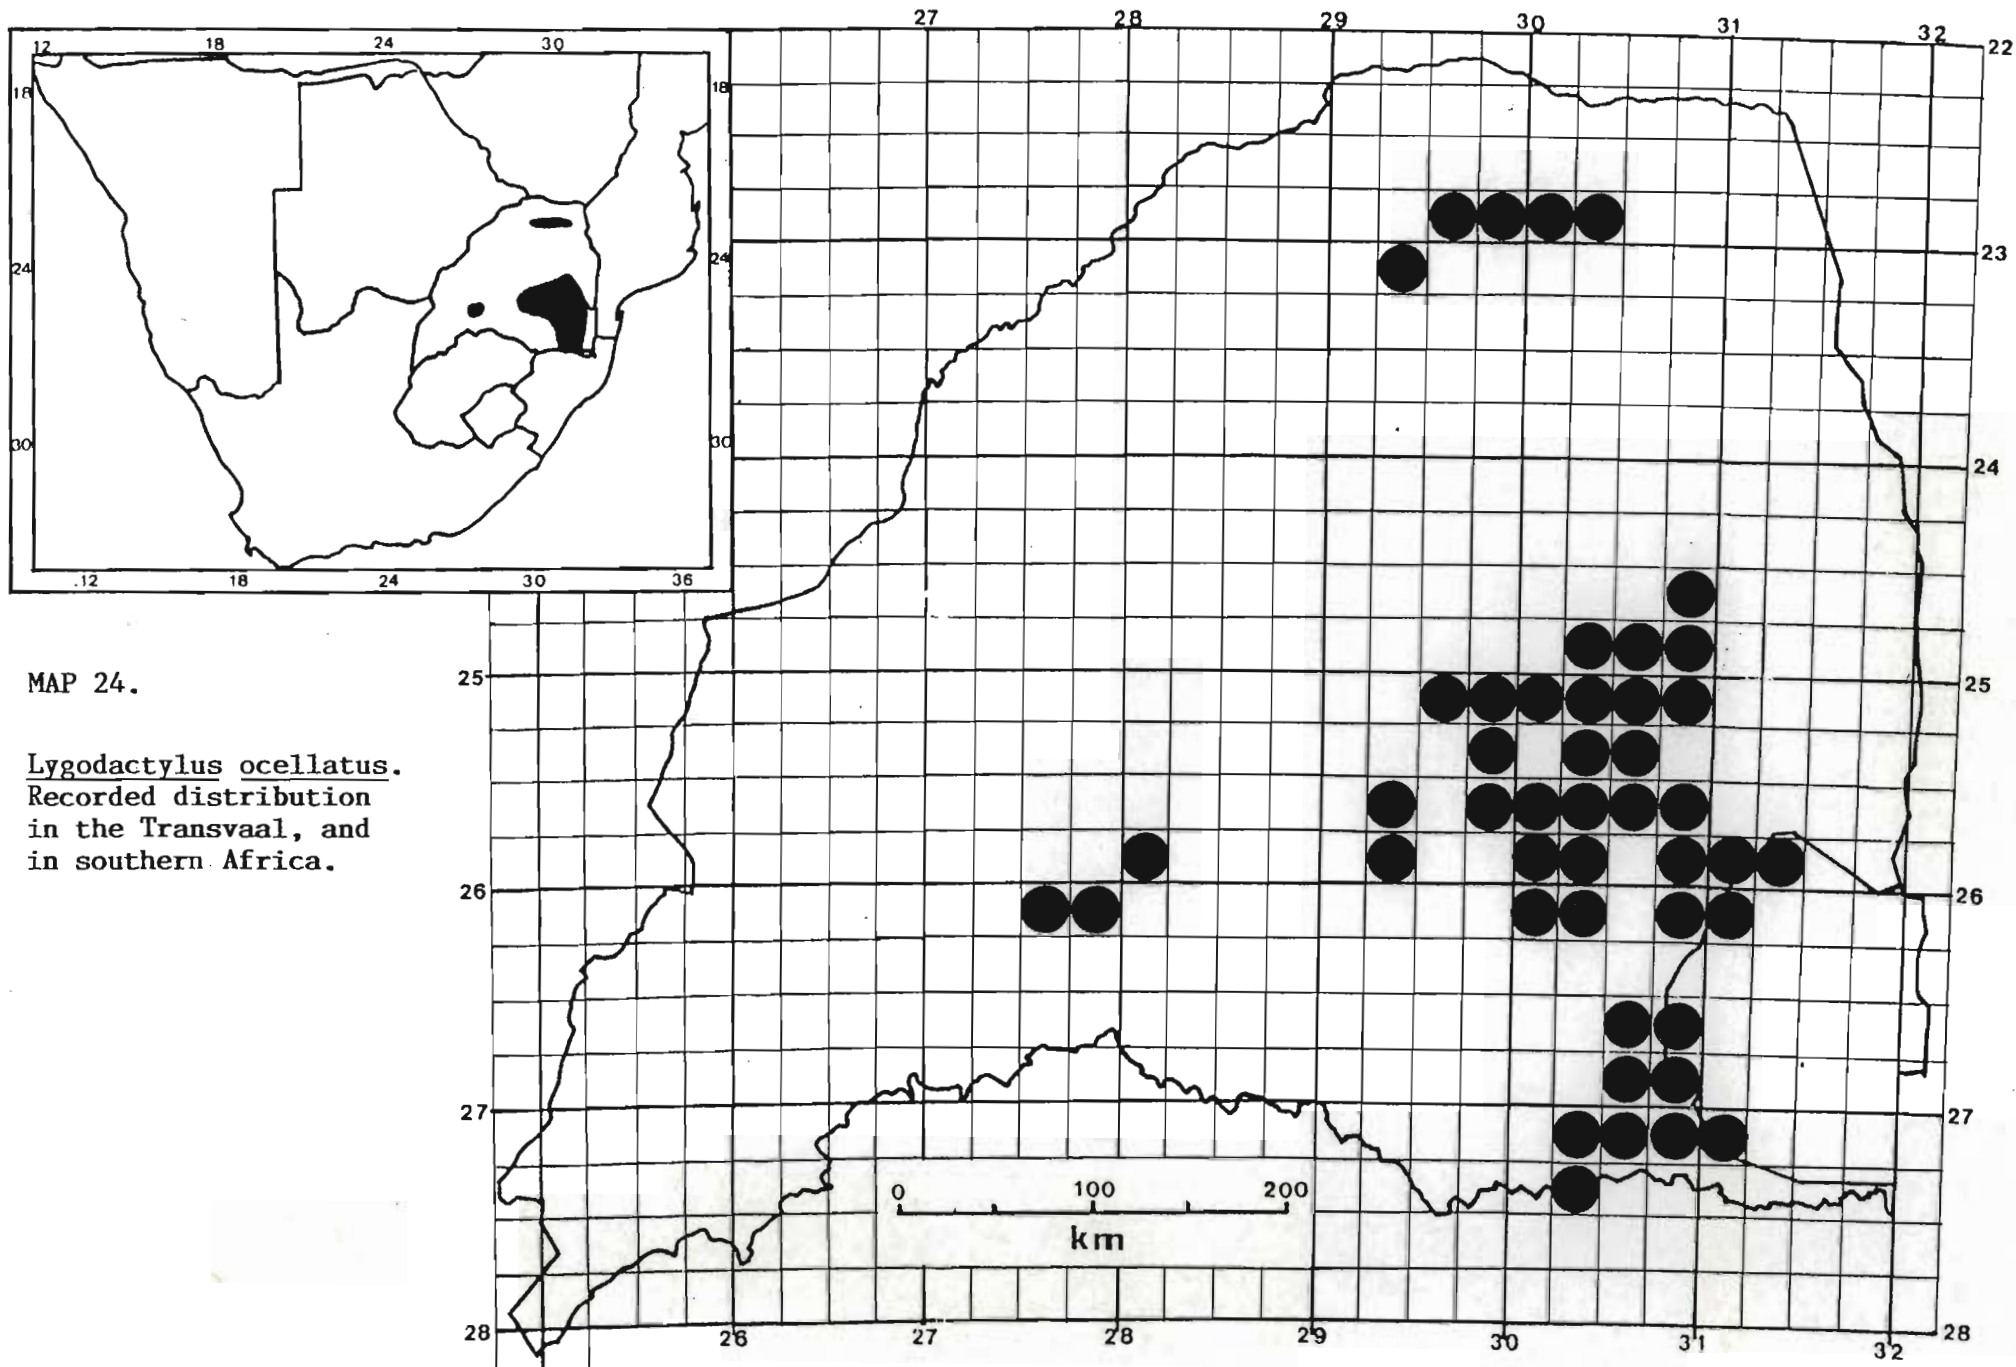 27 28 29 30 31 32
22
12 18 24 30
18 18
23
24 24
24
30 30
.12 18 24 30 36
MAP 24.
25 25
Lygodactylus ocellatus.
Recorded distribution
in the Transvaal, and
in southern Africa.
26 26
27 27
0 100 200
km
28 28
26 27 28 29 30 31 32